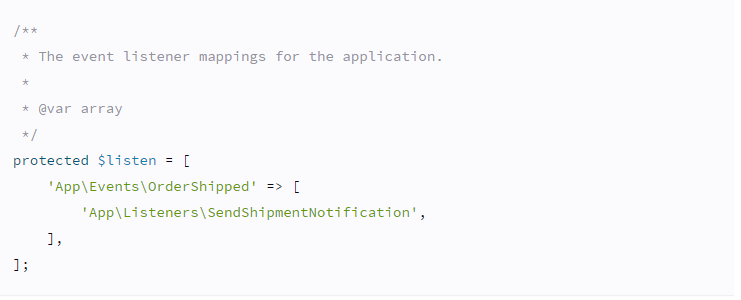 /**
 * The event listener mappings for the application.
 *
 * @var array
 */
protected $listen = [
    'App\Events\OrderShipped' => [
        'App\Listeners\SendShipmentNotification',
    ],
];